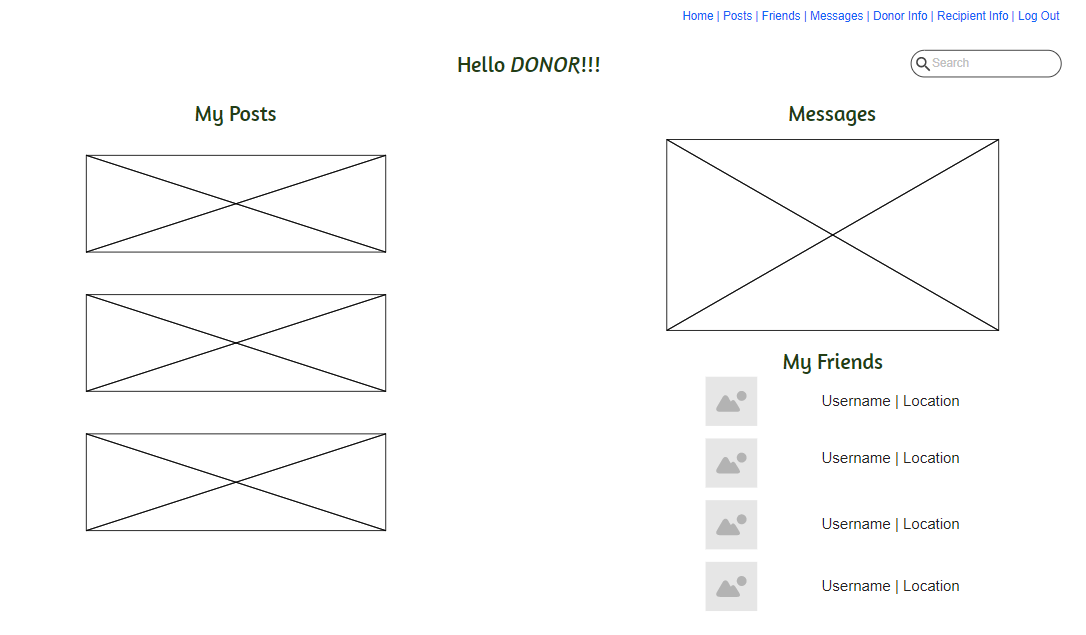 Home | Posts | Friends | Messages | Donor Info | Recipient Info | Log Out
Hello DONOR!!!
Search
My Posts
Messages
My Friends
Username | Location
Username | Location
Username | Location
Username | Location